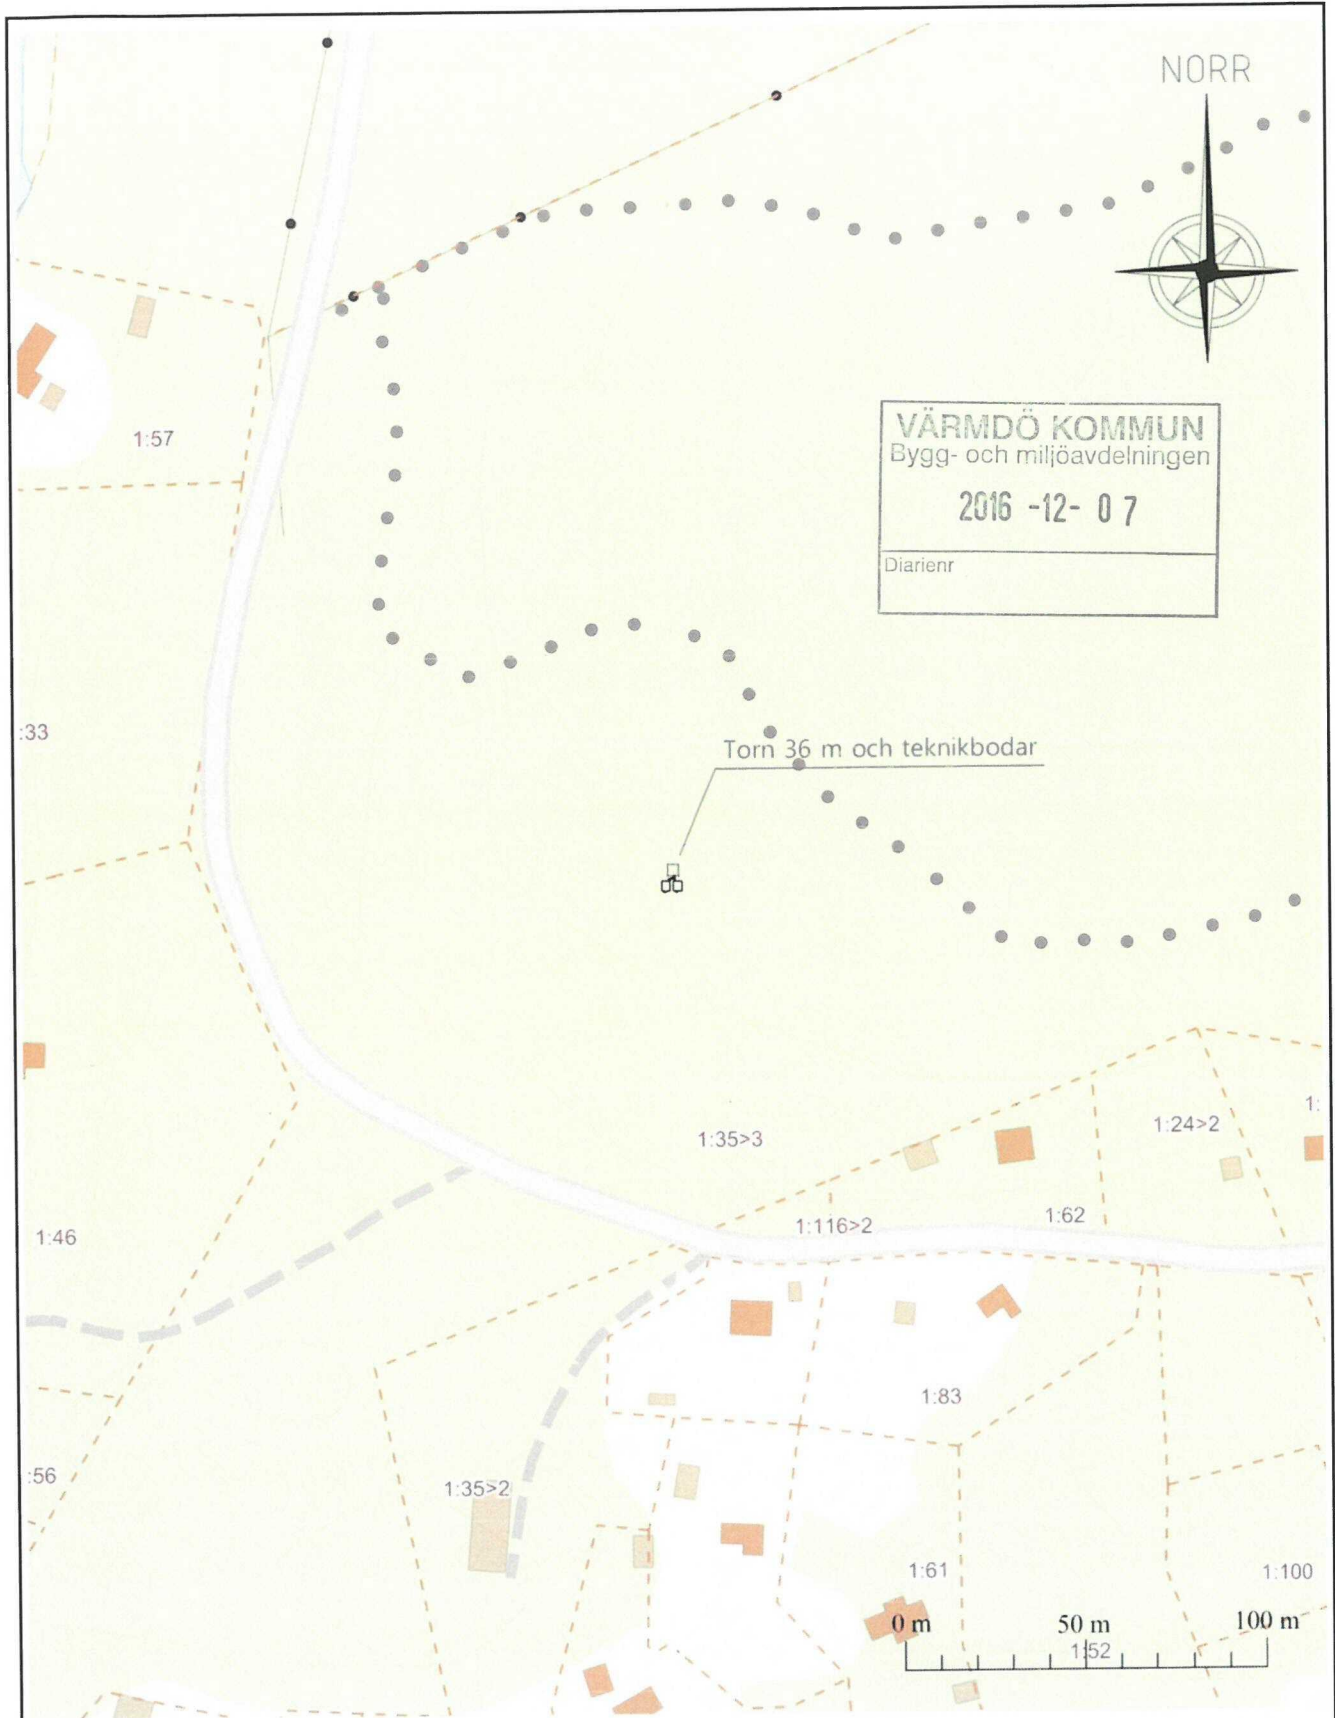 NORR
VÄRMDÖ KOMMUN
Bygg- och miljöavdelningen
2016 -12- 07
Diarienr
1:57
:33
Torn 36 m och teknikbodar
1:
1:24>2
1:35>3
1:62
1:116>2
1:46
1:83
:56
1:35>2
1:61
1:100
0 m
50 m
100 m
1:52